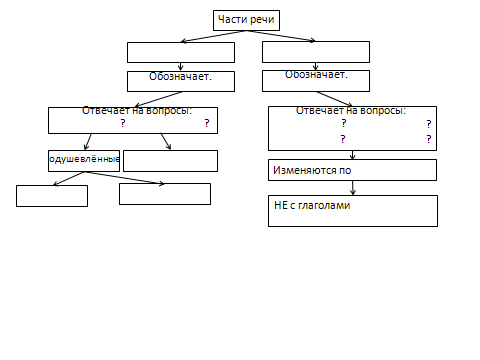 Части речи
Обозначает.
Обозначает.
Отвечает на вопросы:
? ?
Отвечает на вопросы:
? ?
? ?
одушевлённые
Изменяются по
НЕ с глаголами